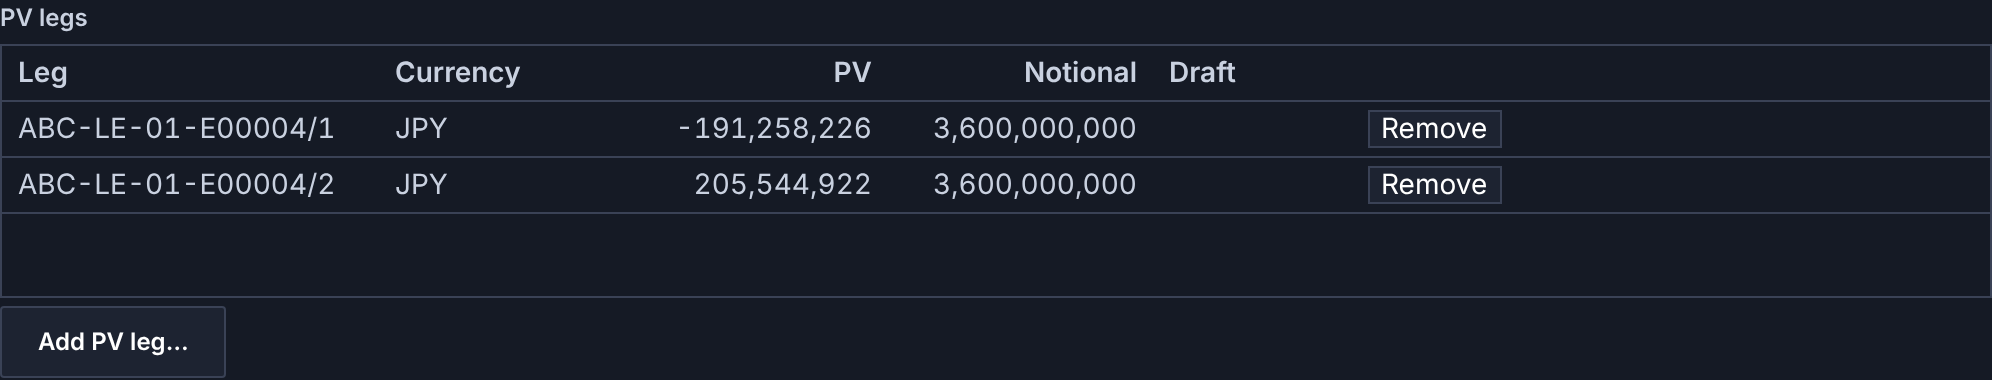 PV legs
Leg Currency PV Notional Draft
ABC-LE-01-E00004/1 JPY -191,258,226 3,600,000,000 Remove
ABC-LE-01-E00004/2 JPY 205,544,922 3,600,000,000 Remove
Add PV leg...